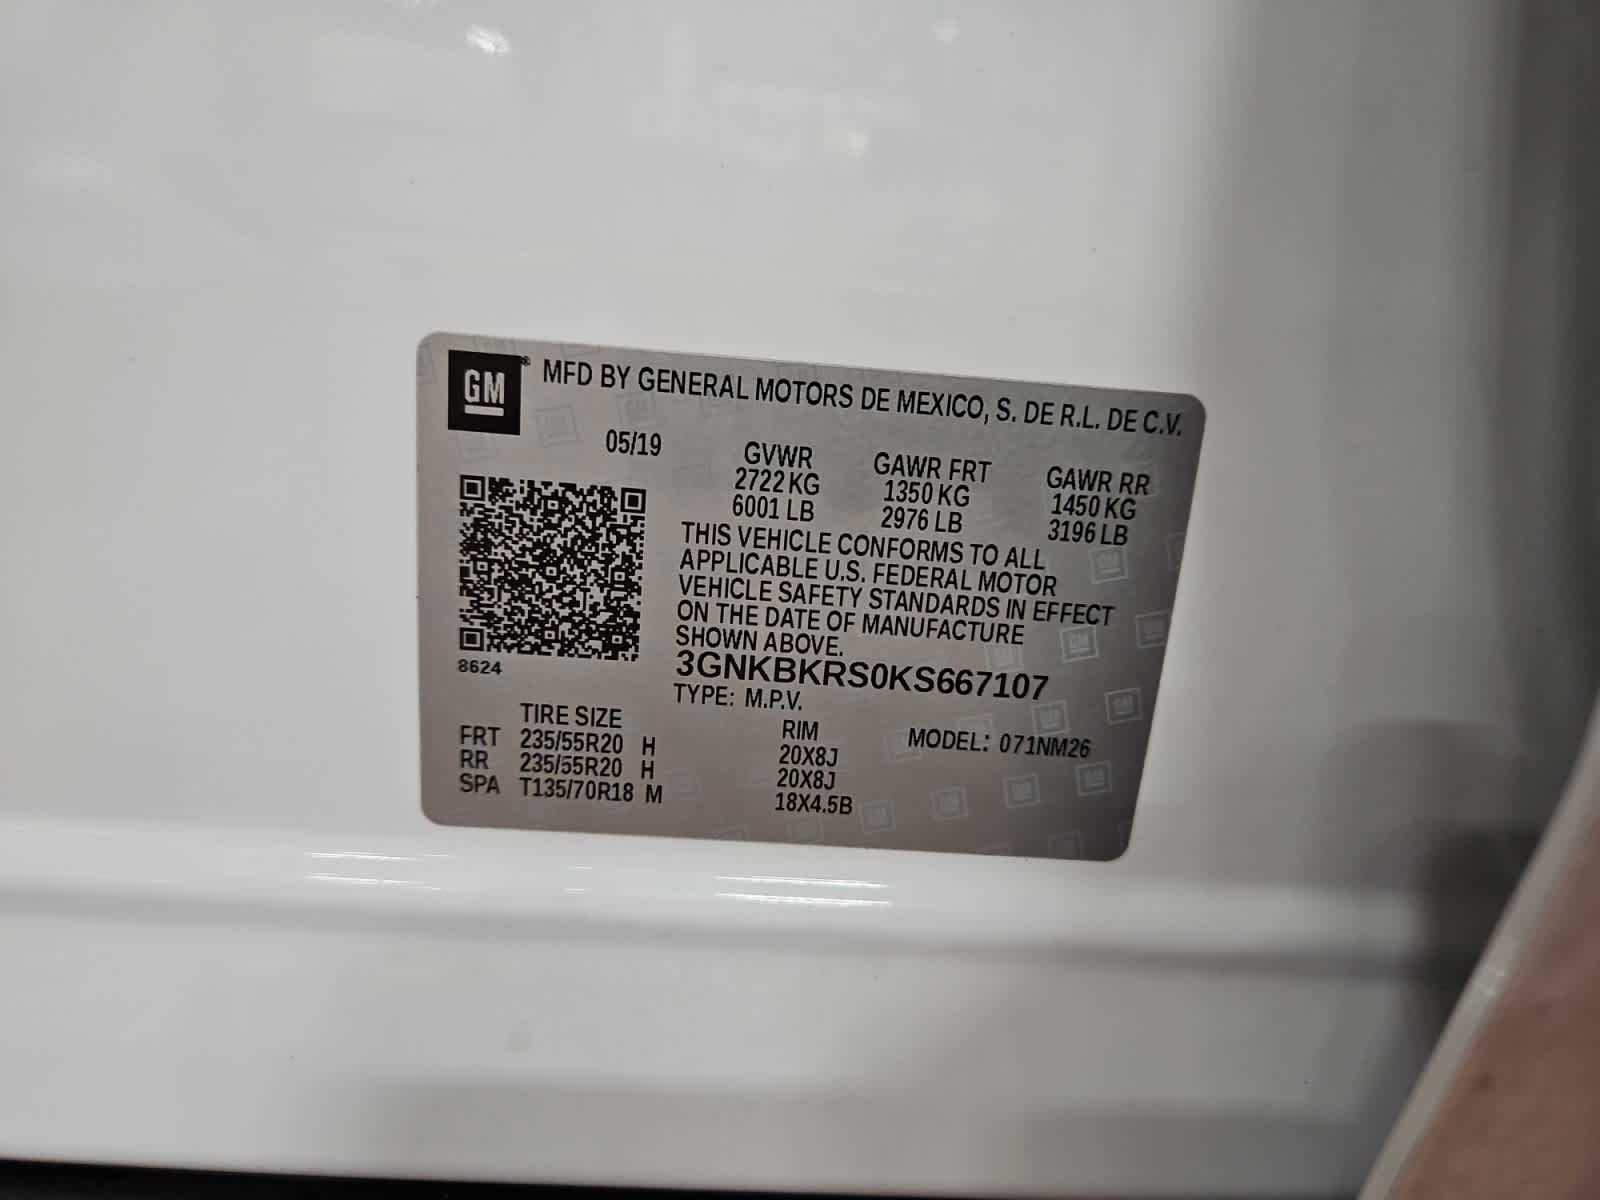 GM® MFD BY GENERAL MOTORS DE MEXICO, S. DE R.L. DE C.V.
05/19
GVWR GAWR FRT GAWR RR
2722 KG 1350 KG 1450 KG
6001 LB 2976 LB 3196 LB
THIS VEHICLE CONFORMS TO ALL
APPLICABLE U.S. FEDERAL MOTOR
VEHICLE SAFETY STANDARDS IN EFFECT
ON THE DATE OF MANUFACTURE
SHOWN ABOVE.
8624
3GNKBKRS0KS667107
TYPE: M.P.V.
TIRE SIZE RIM MODEL: 071NM26
FRT 235/55R20 H 20X8J
RR 235/55R20 H 20X8J
SPA T135/70R18 M 18X4.5B